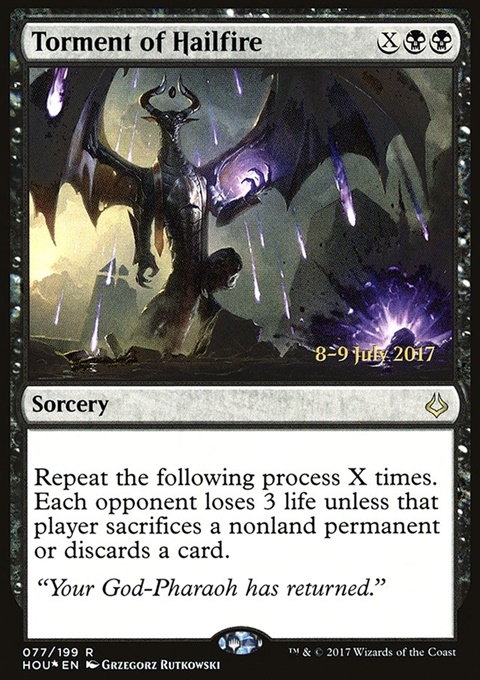 Torment of Hailfire X
8-9 July 2017
Sorcery
Repeat the following process X times.
Each opponent loses 3 life unless that
player sacrifices a nonland permanent
or discards a card.
“Your God-Pharaoh has returned.”
077/199 R
HOU★EN Grzegorz Rutkowski
™ & © 2017 Wizards of the Coast